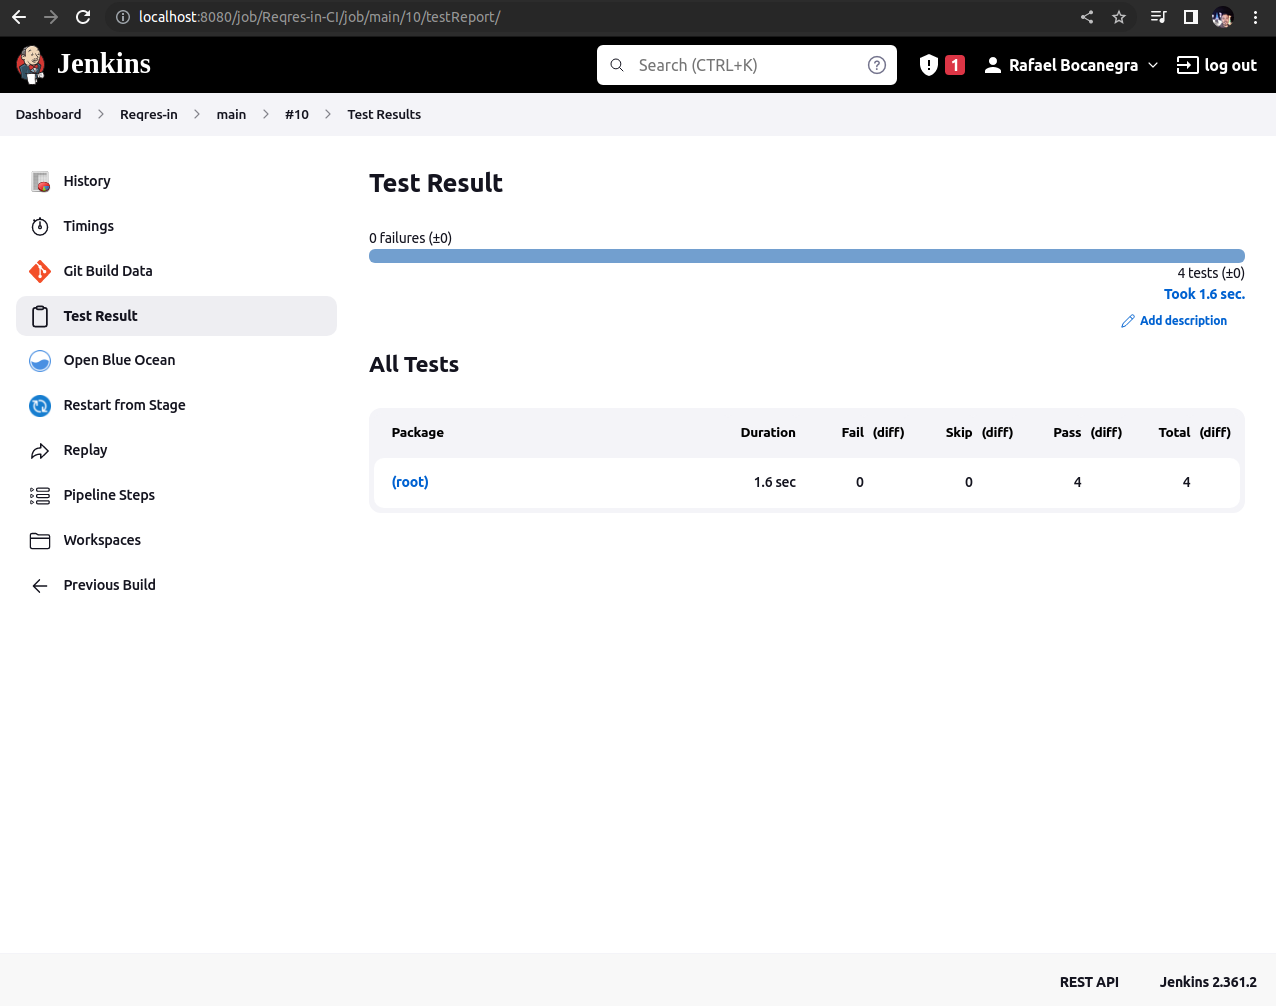 localhost:8080/job/Reqres-in-CI/job/main/10/testReport/
Jenkins
Search (CTRL+K)
1
Rafael Bocanegra
log out
Dashboard
Reqres-in
main
#10
Test Results
History
Timings
Git Build Data
Test Result
Open Blue Ocean
Restart from Stage
Replay
Pipeline Steps
Workspaces
Previous Build
Test Result
0 failures (±0)
4 tests (±0)
Took 1.6 sec.
Add description
All Tests
Package Duration Fail (diff) Skip (diff) Pass (diff) Total (diff)
(root) 1.6 sec 0 0 4 4
REST API
Jenkins 2.361.2